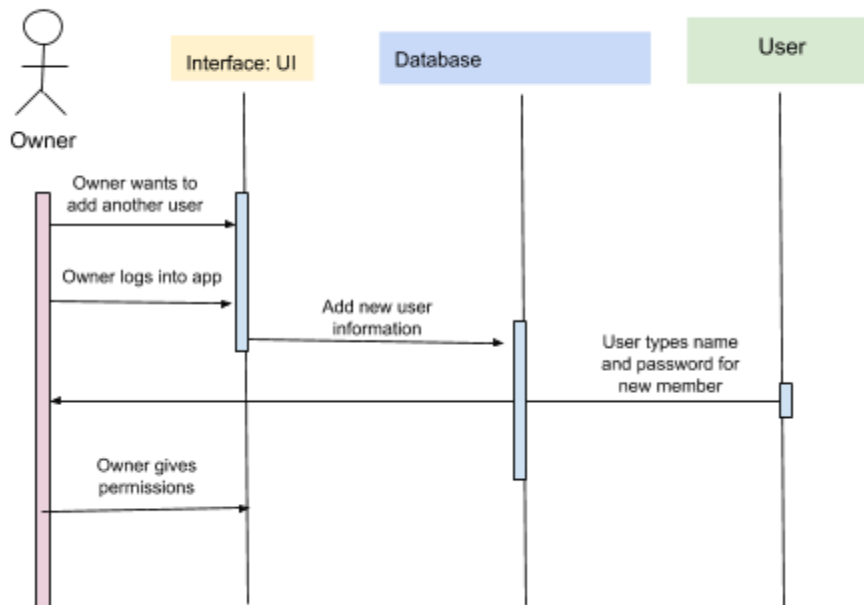 Interface: UI
Database
User
Owner
Owner wants to
add another user
Owner logs into app
Add new user
information
User types name
and password for
new member
Owner gives
permissions